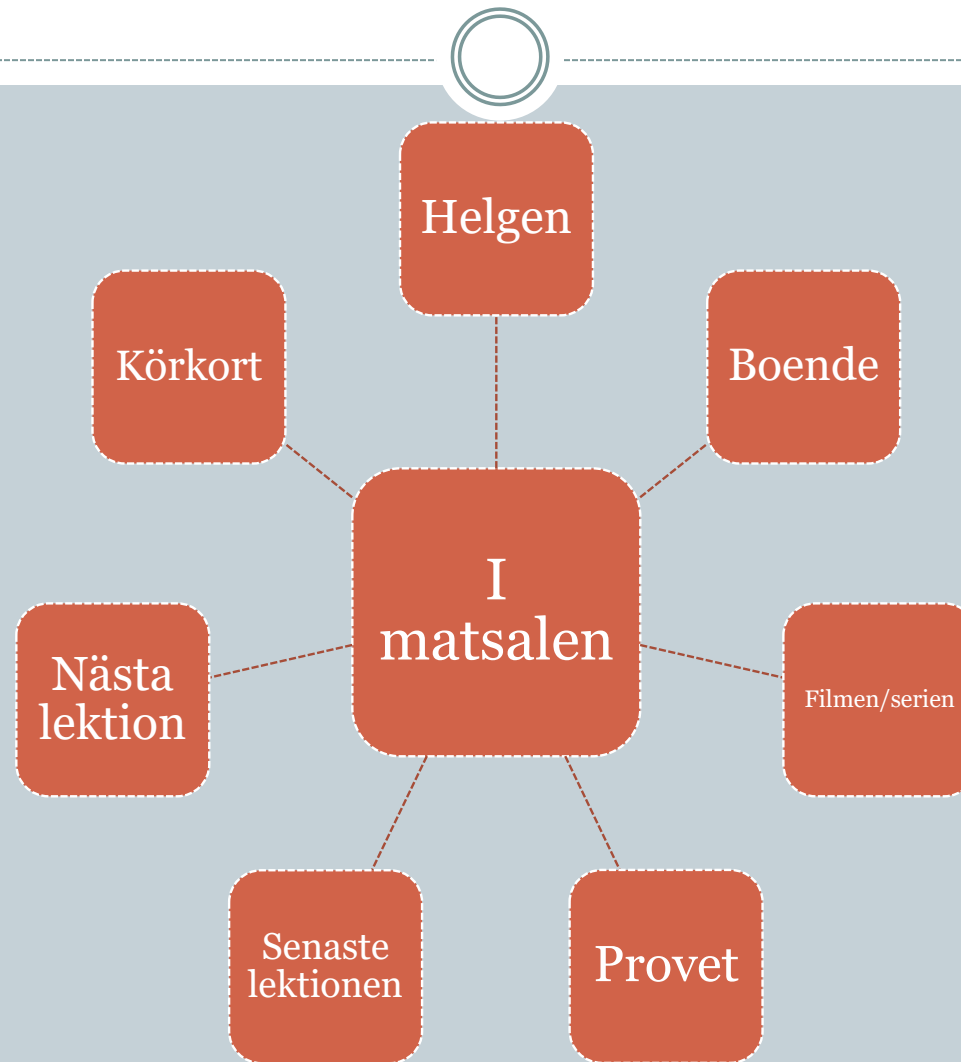 Helgen
Körkort
Boende
I
matsalen
Nästa
lektion
Filmen/serien
Senaste
lektionen
Provet